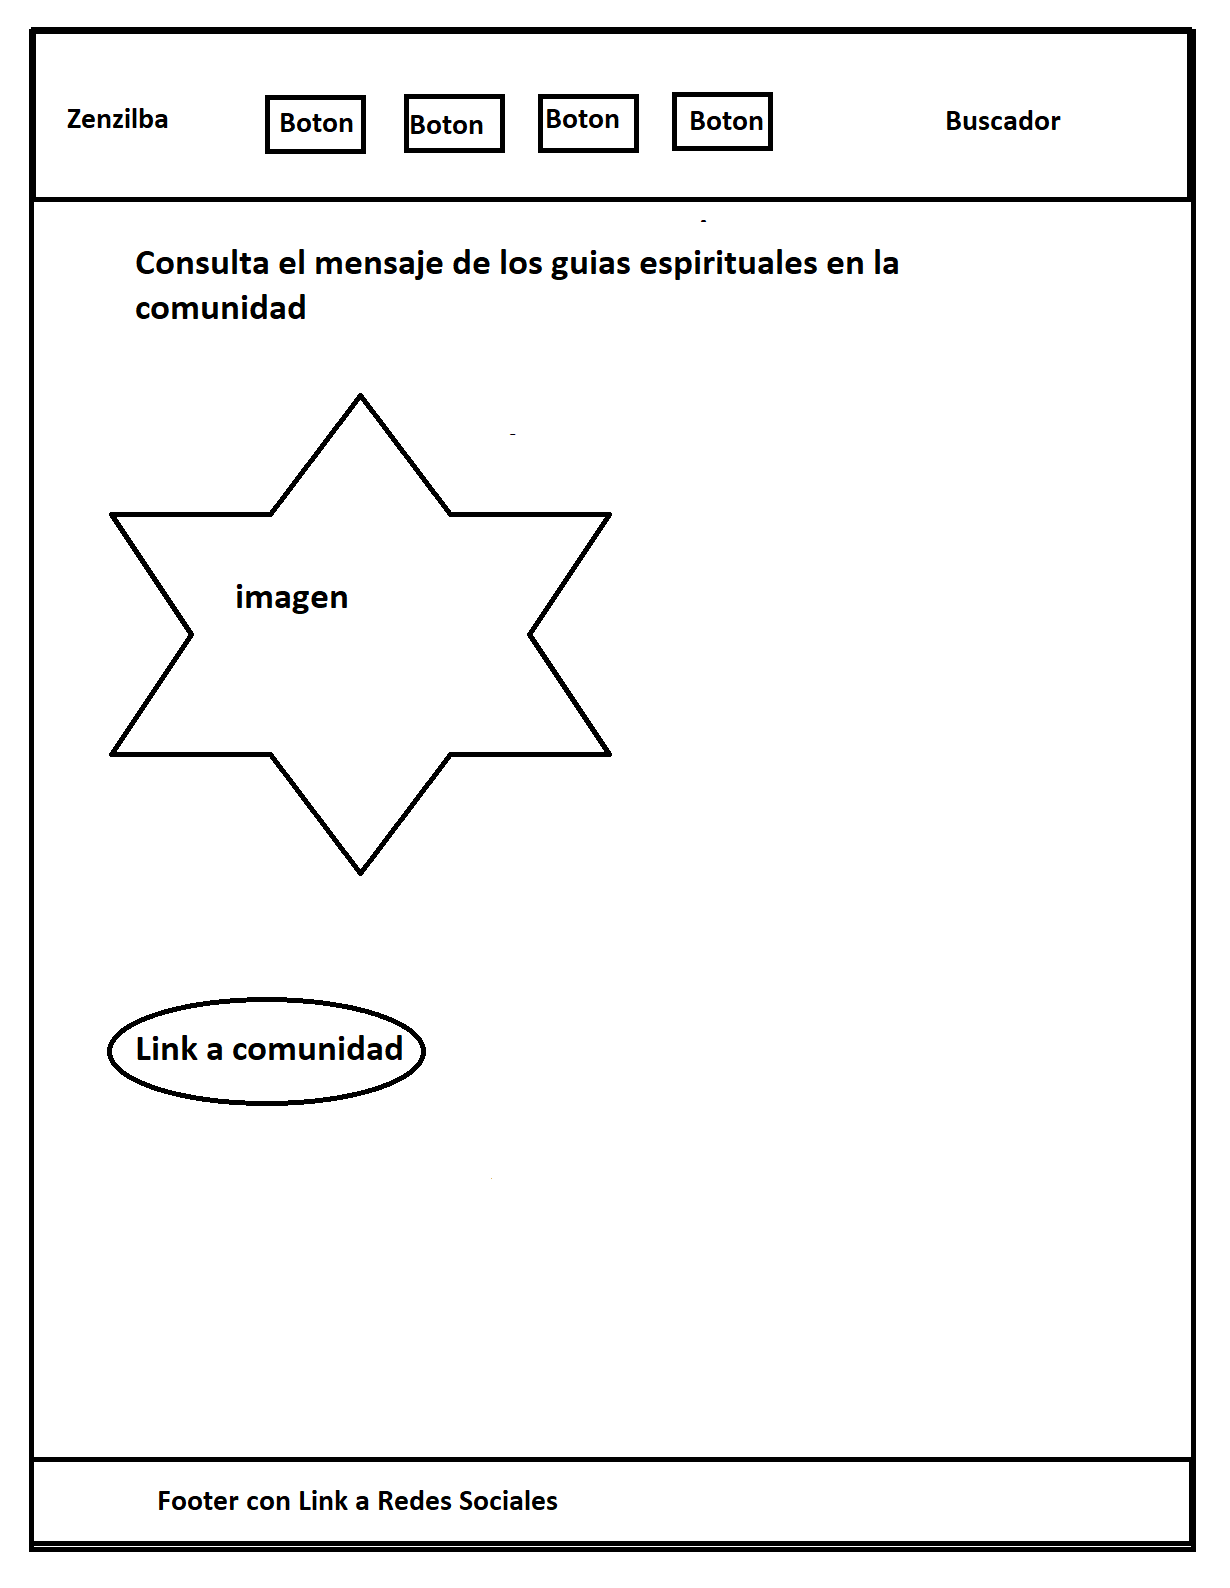 Zenzilba Boton Boton Boton Boton Buscador
Consulta el mensaje de los guias espirituales en la
comunidad
imagen
Link a comunidad
Footer con Link a Redes Sociales